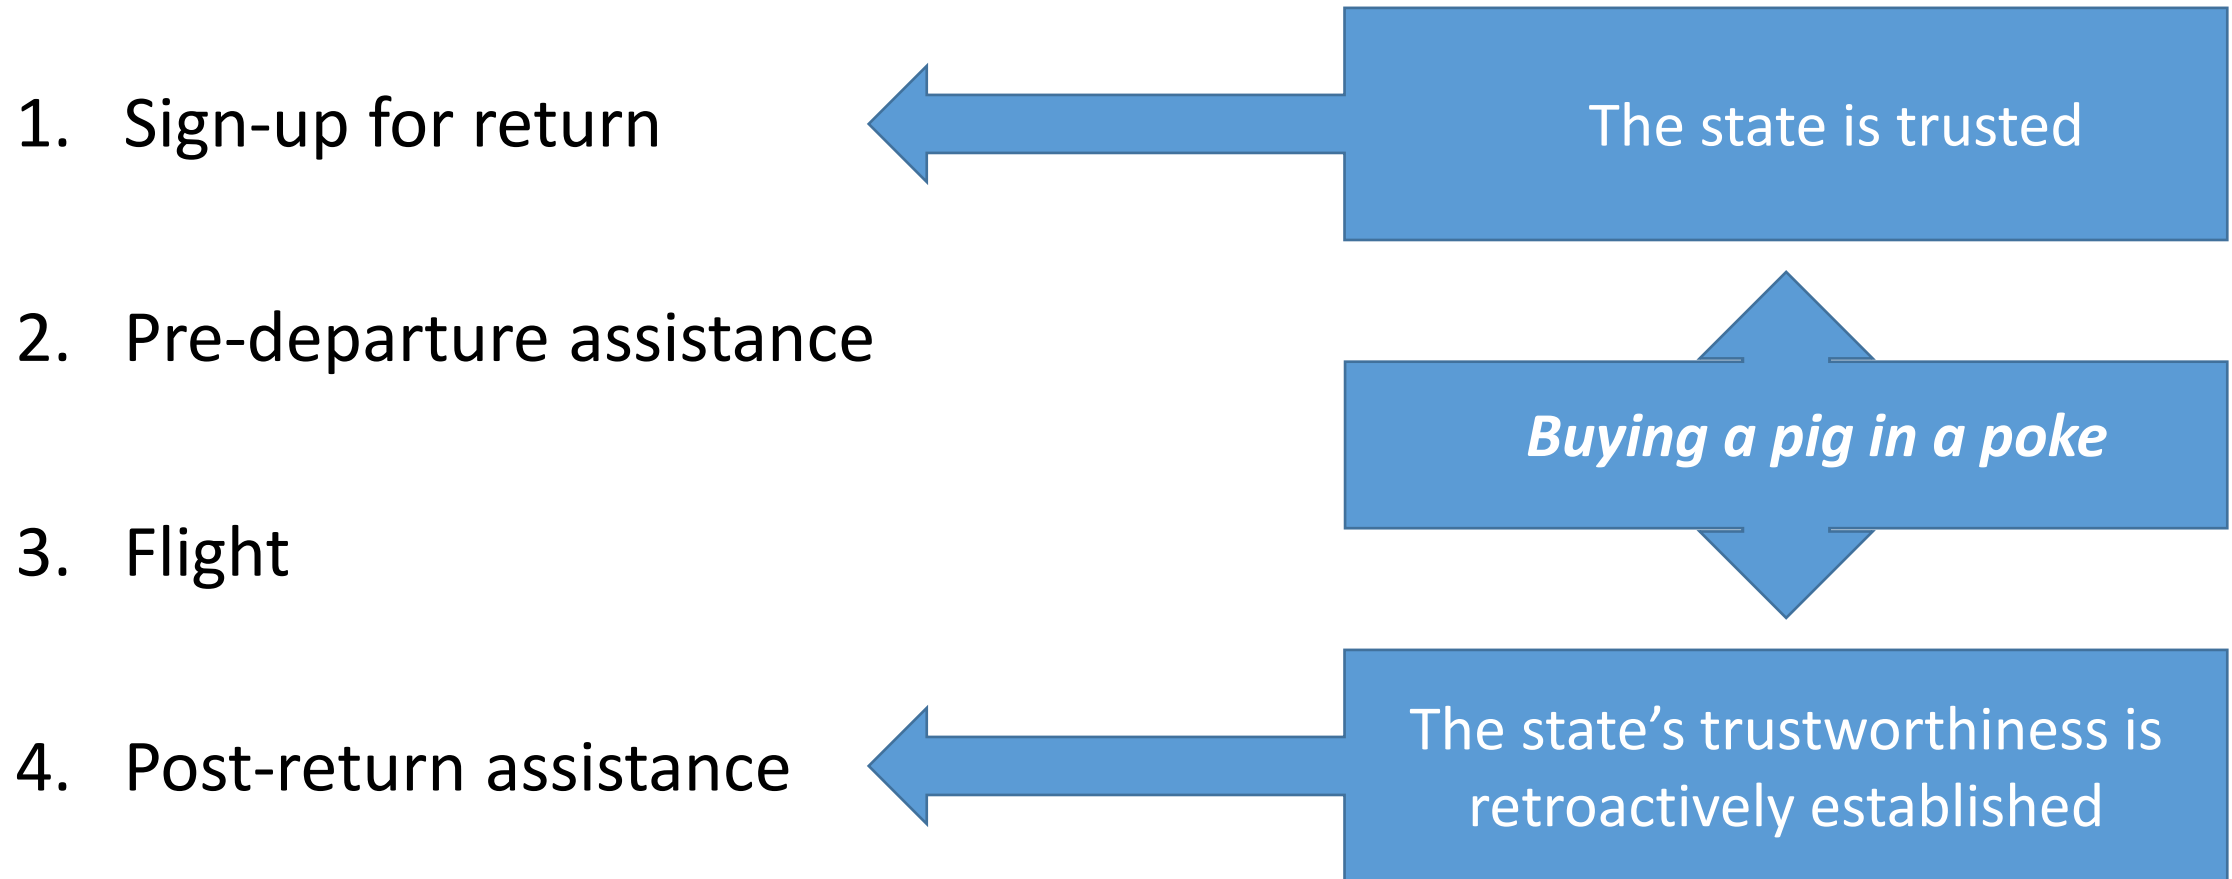 1. Sign-up for return
The state is trusted
2. Pre-departure assistance
Buying a pig in a poke
3. Flight
4. Post-return assistance
The state’s trustworthiness is
retroactively established